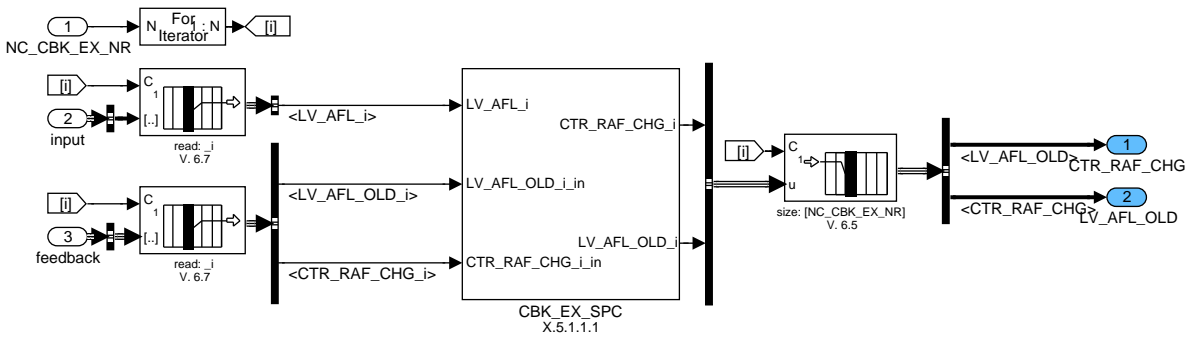 1
NC_CBK_EX_NR
N
For
Iterator
1 : N
[i]
[i]
2
input
C
1
[..]
read: _i
V. 6.7
<LV_AFL_i>
[i]
3
feedback
C
1
[..]
read: _i
V. 6.7
<LV_AFL_OLD_i>
<CTR_RAF_CHG_i>
LV_AFL_i
LV_AFL_OLD_i_in
CTR_RAF_CHG_i_in
CTR_RAF_CHG_i
LV_AFL_OLD_i
CBK_EX_SPC
X.5.1.1.1
[i]
C
1
u
size: [NC_CBK_EX_NR]
V. 6.5
<LV_AFL_OLD>
1
CTR_RAF_CHG
<CTR_RAF_CHG>
2
LV_AFL_OLD